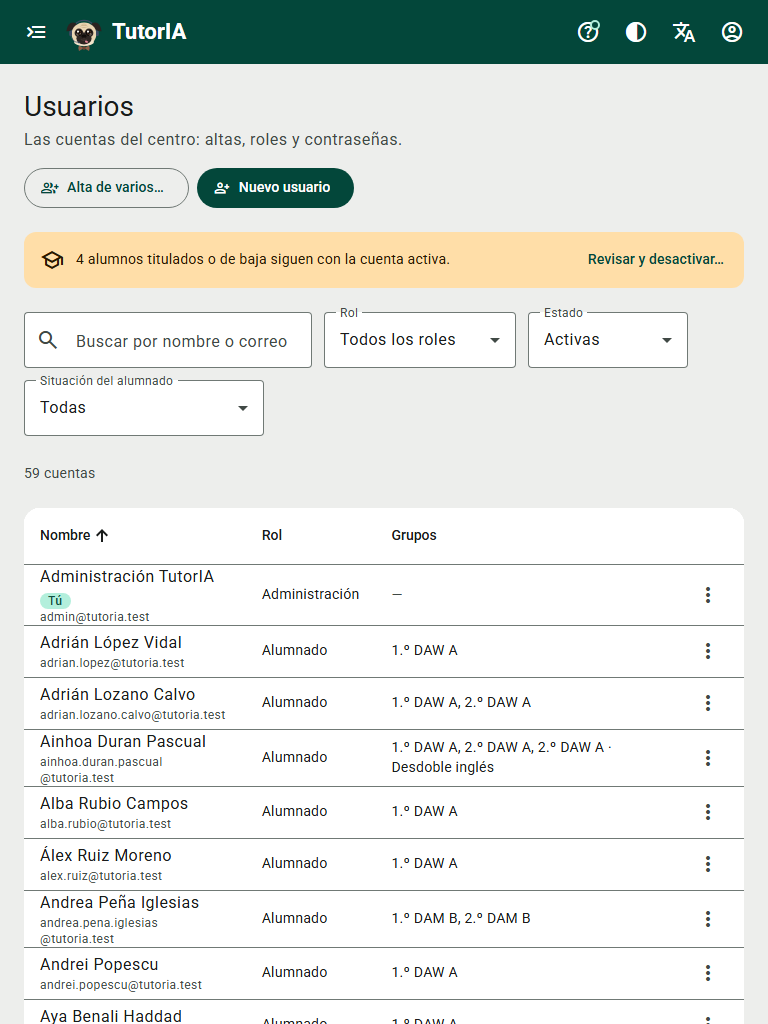 TutorIA
Usuarios
Las cuentas del centro: altas, roles y contraseñas.
Alta de varios…
Nuevo usuario
4 alumnos titulados o de baja siguen con la cuenta activa.
Revisar y desactivar…
Buscar por nombre o correo
Rol
Todos los roles
Estado
Activas
Situación del alumnado
Todas
59 cuentas
Nombre Rol Grupos
Administración TutorIA
Tú
admin@tutoria.test
Administración
—
Adrián López Vidal
adrian.lopez@tutoria.test
Alumnado
1.º DAW A
Adrián Lozano Calvo
adrian.lozano.calvo@tutoria.test
Alumnado
1.º DAW A, 2.º DAW A
Ainhoa Duran Pascual
ainhoa.duran.pascual
@tutoria.test
Alumnado
1.º DAW A, 2.º DAW A, 2.º DAW A ·
Desdoble inglés
Alba Rubio Campos
alba.rubio@tutoria.test
Alumnado
1.º DAW A
Álex Ruiz Moreno
alex.ruiz@tutoria.test
Alumnado
1.º DAW A
Andrea Peña Iglesias
andrea.pena.iglesias
@tutoria.test
Alumnado
1.º DAM B, 2.º DAM B
Andrei Popescu
andrei.popescu@tutoria.test
Alumnado
1.º DAW A
Aya Benali Haddad
Alumnado
1.º DAW A